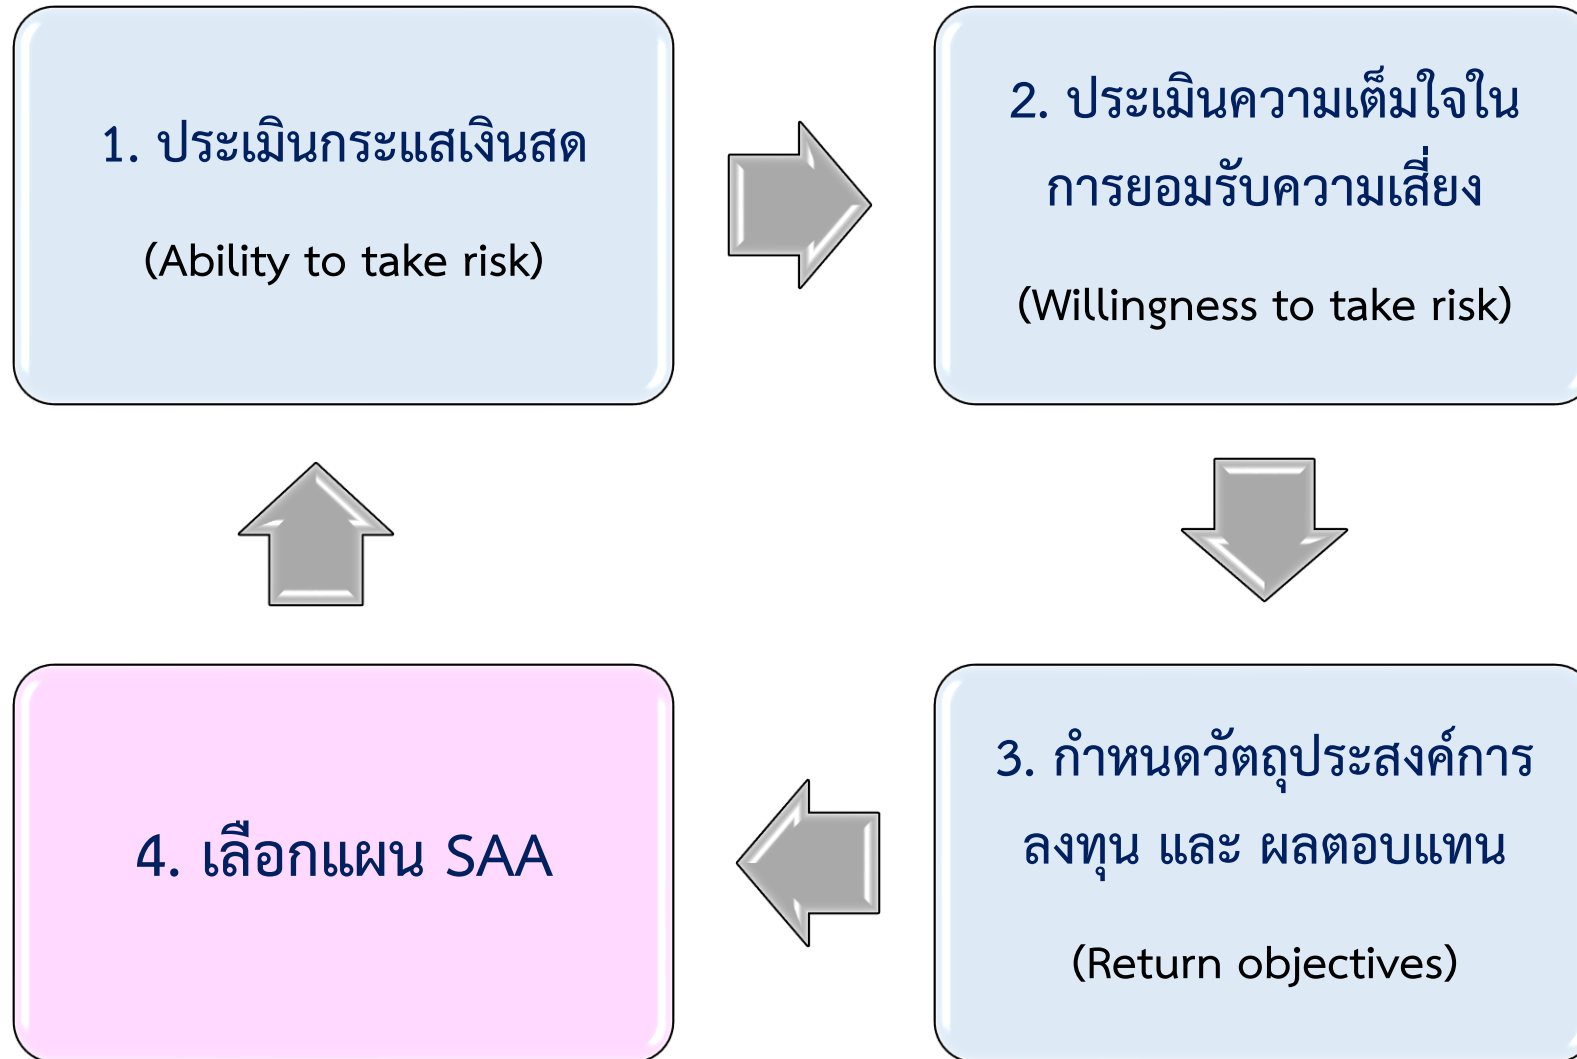 1. ประเมินกระแสเงินสด
(Ability to take risk)
2. ประเมินความเต็มใจใน
การยอมรับความเสี่ยง
(Willingness to take risk)
3. กำหนดวัตถุประสงค์การ
ลงทุน และ ผลตอบแทน
(Return objectives)
4. เลือกแผน SAA